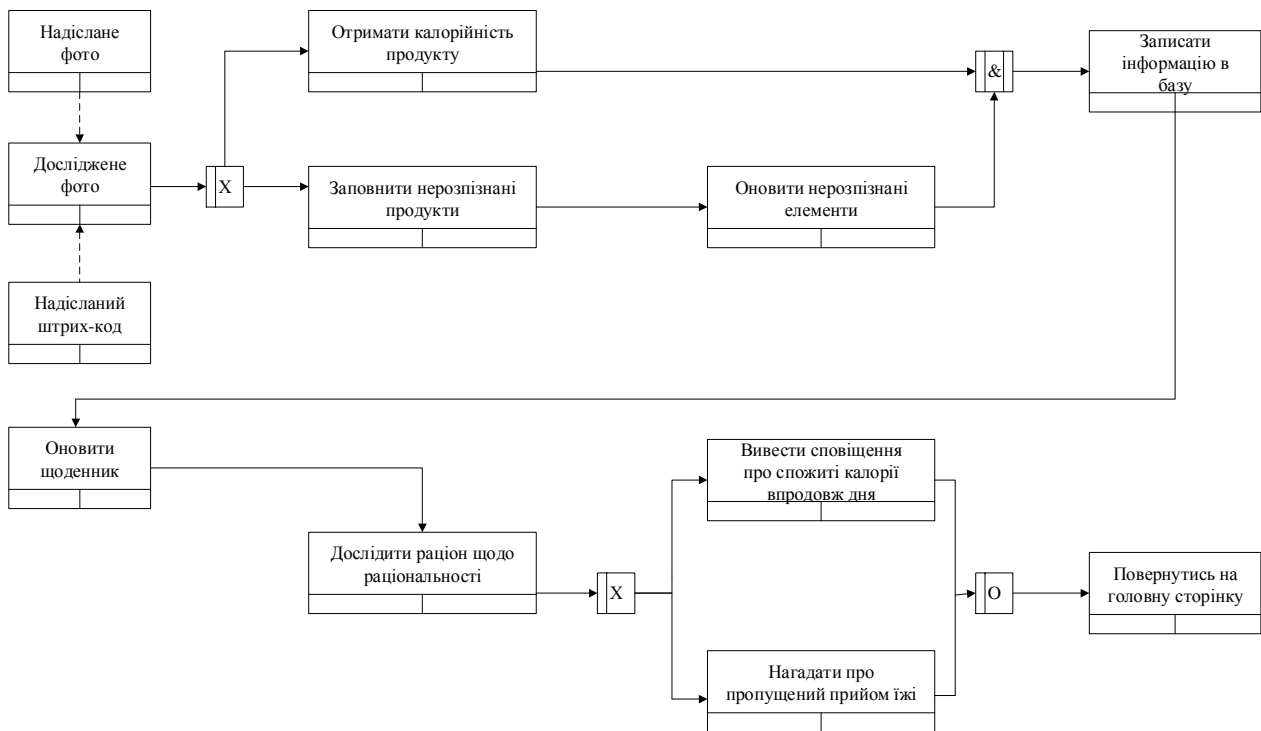 Надіслане
фото
Отримати калорійність
продукту
&
Записати
інформацію в
базу
Досліджене
фото
X
Заповнити нерозпізнані
продукти
Оновити нерозпізнані
елементи
Надісланий
штрих-код
Оновити
щоденник
Вивести сповіщення
про спожиті калорії
впродовж дня
Дослідити раціон щодо
раціональності
X
O
Повернутись на
головну сторінку
Нагадати про
пропущений прийом їжі